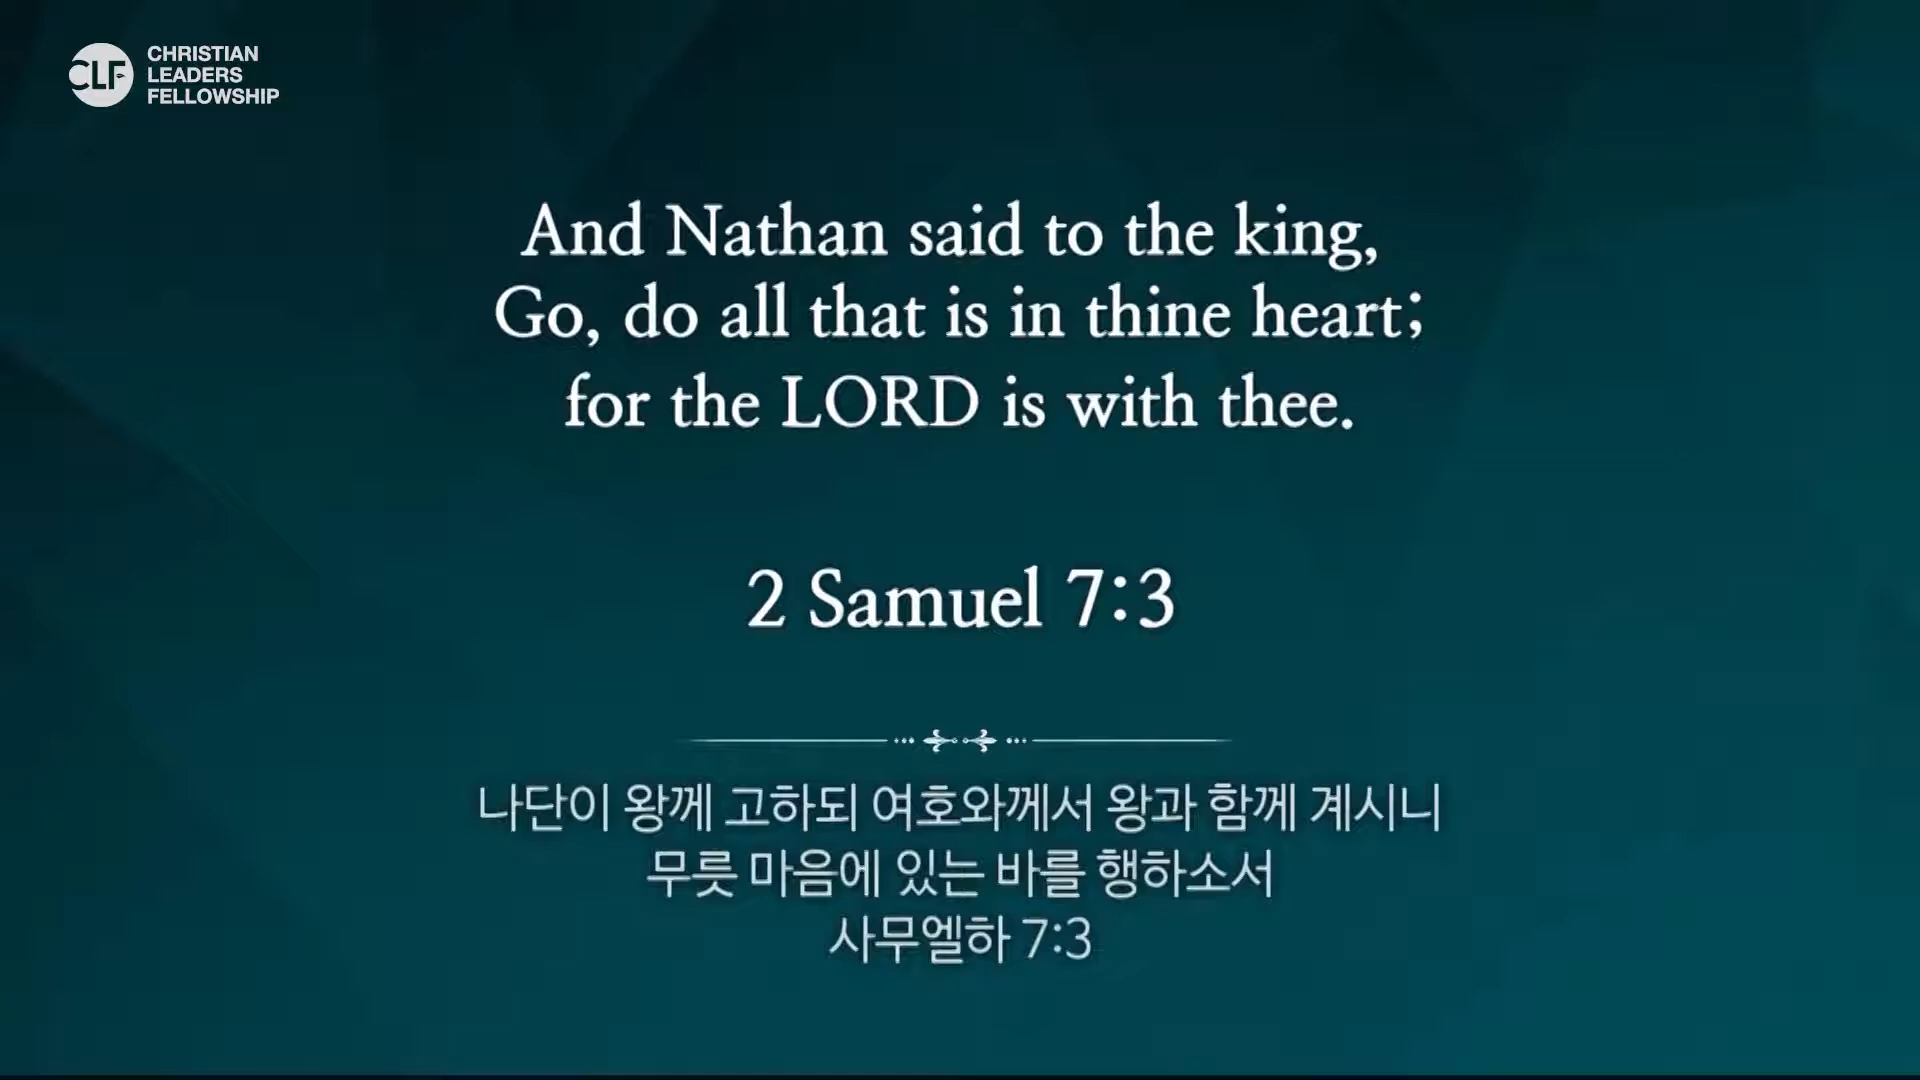 CLF
CHRISTIAN
LEADERS
FELLOWSHIP
And Nathan said to the king,
Go, do all that is in thine heart;
for the LORD is with thee.
2 Samuel 7:3
나단이 왕께 고하되 여호와께서 왕과 함께 계시니
무릇 마음에 있는 바를 행하소서
사무엘하 7:3